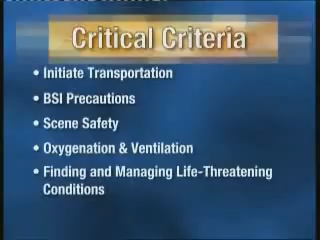 Critical Criteria
• Initiate Transportation
• BSI Precautions
• Scene Safety
• Oxygenation & Ventilation
• Finding and Managing Life-Threatening
Conditions